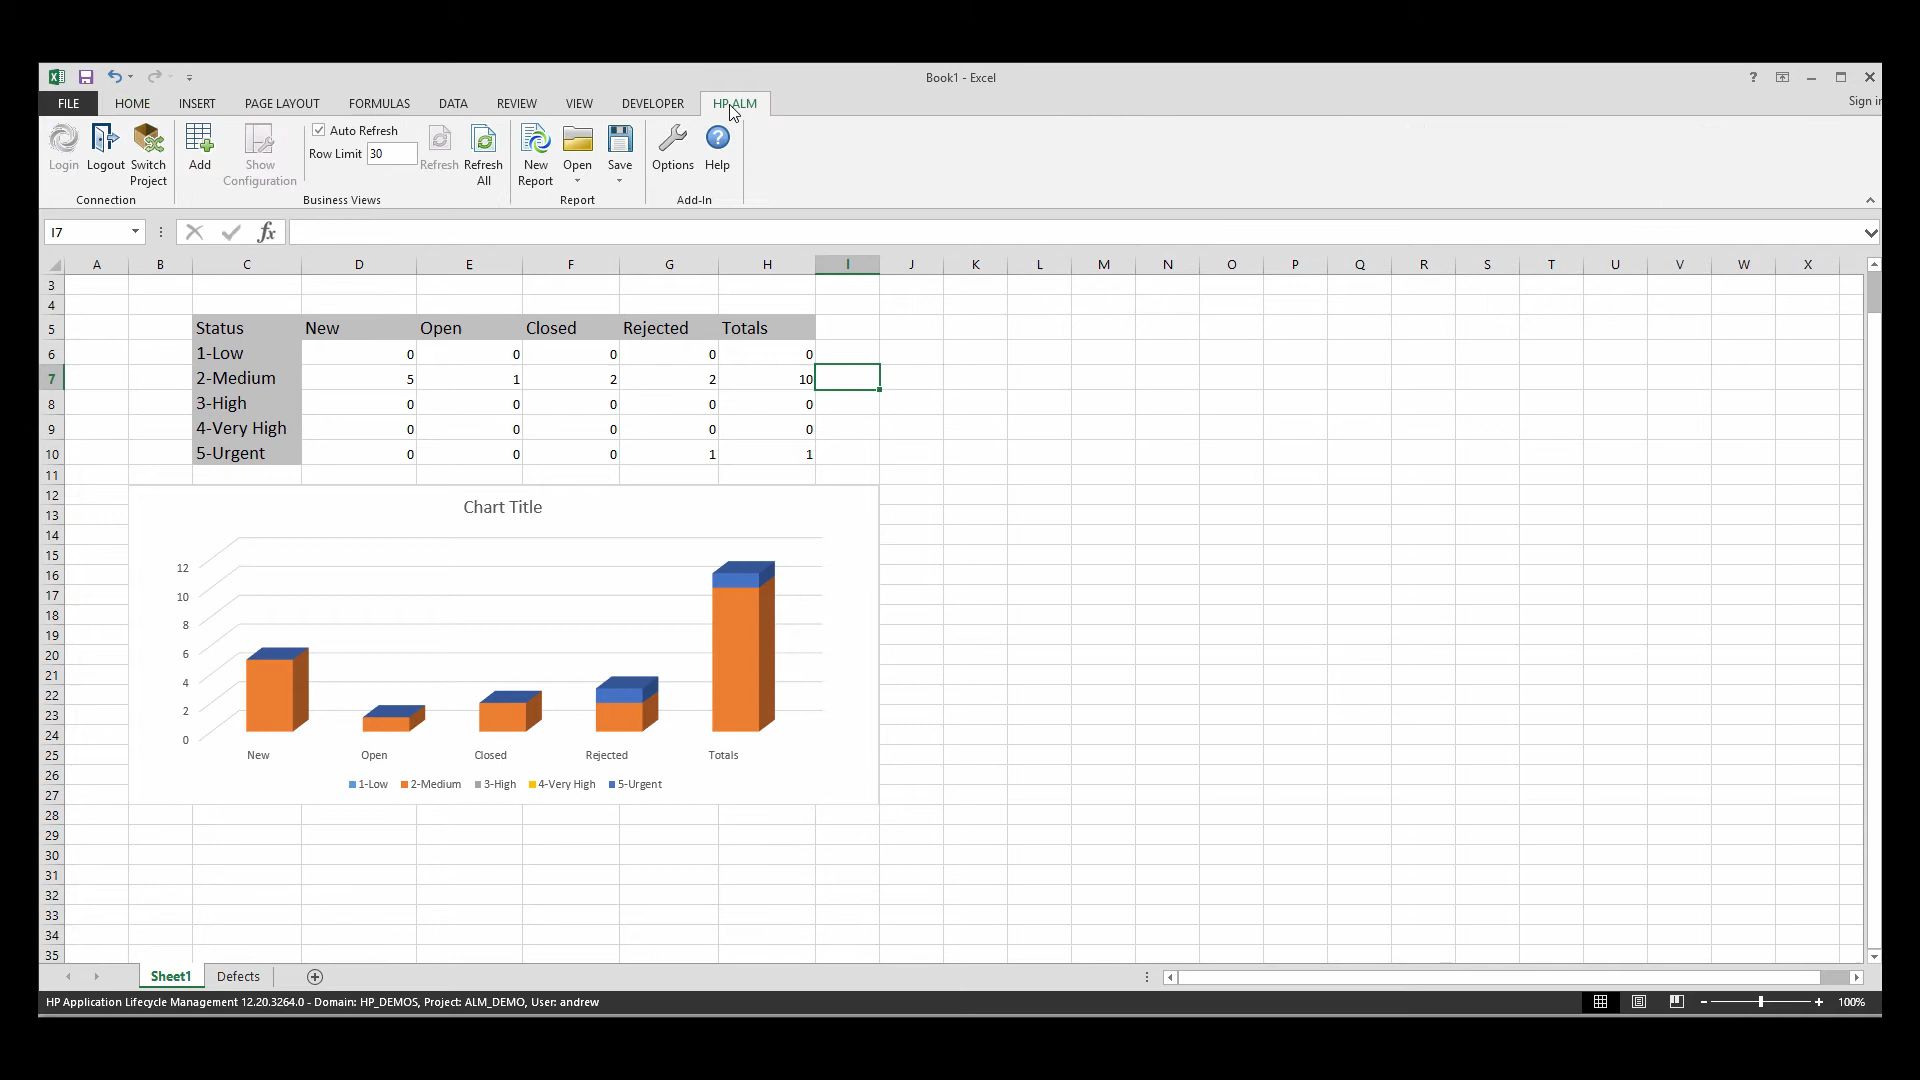 Book1 - Excel
?
FILE HOME INSERT PAGE LAYOUT FORMULAS DATA REVIEW VIEW DEVELOPER HP ALM
Sign in
Login Logout Switch Project
Connection
Add Show Configuration
Auto Refresh
Row Limit 30
Refresh Refresh All
Business Views
New Report Open Save
Report
Options Help
Add-In
I7
fx
A B C D E F G H I J K L M N O P Q R S T U V W X
3
4
5 Status New Open Closed Rejected Totals
6 1-Low 0 0 0 0 0
7 2-Medium 5 1 2 2 10
8 3-High 0 0 0 0 0
9 4-Very High 0 0 0 0 0
10 5-Urgent 0 0 0 1 1
11
12
13
14
15
16
17
18
19
20
21
22
23
24
25
26
27
28
29
30
31
32
33
34
35
Chart Title
12
10
8
6
4
2
0
New Open Closed Rejected Totals
1-Low 2-Medium 3-High 4-Very High 5-Urgent
Sheet1 Defects
HP Application Lifecycle Management 12.20.3264.0 - Domain: HP_DEMOS, Project: ALM_DEMO, User: andrew
100%